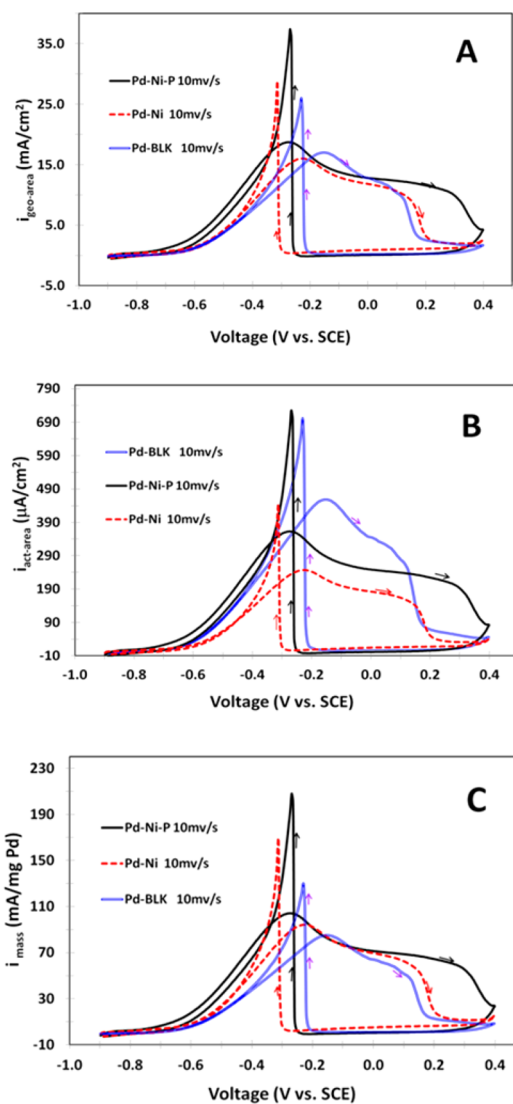 A
Pd-Ni-P 10mv/s
Pd-Ni 10mv/s
Pd-BLK 10mv/s
35.0
25.0
15.0
5.0
-5.0
i geo-area (mA/cm²)
-1.0 -0.8 -0.6 -0.4 -0.2 0.0 0.2 0.4
Voltage (V vs. SCE)
B
Pd-BLK 10mv/s
Pd-Ni-P 10mv/s
Pd-Ni 10mv/s
790
690
590
490
390
290
190
90
-10
i act-area (μA/cm²)
-1.0 -0.8 -0.6 -0.4 -0.2 0.0 0.2 0.4
Voltage (V vs. SCE)
C
Pd-Ni-P 10mv/s
Pd-Ni 10mv/s
Pd-BLK 10mv/s
230
190
150
110
70
30
-10
i mass (mA/mg Pd)
-1.0 -0.8 -0.6 -0.4 -0.2 0.0 0.2 0.4
Voltage (V vs. SCE)